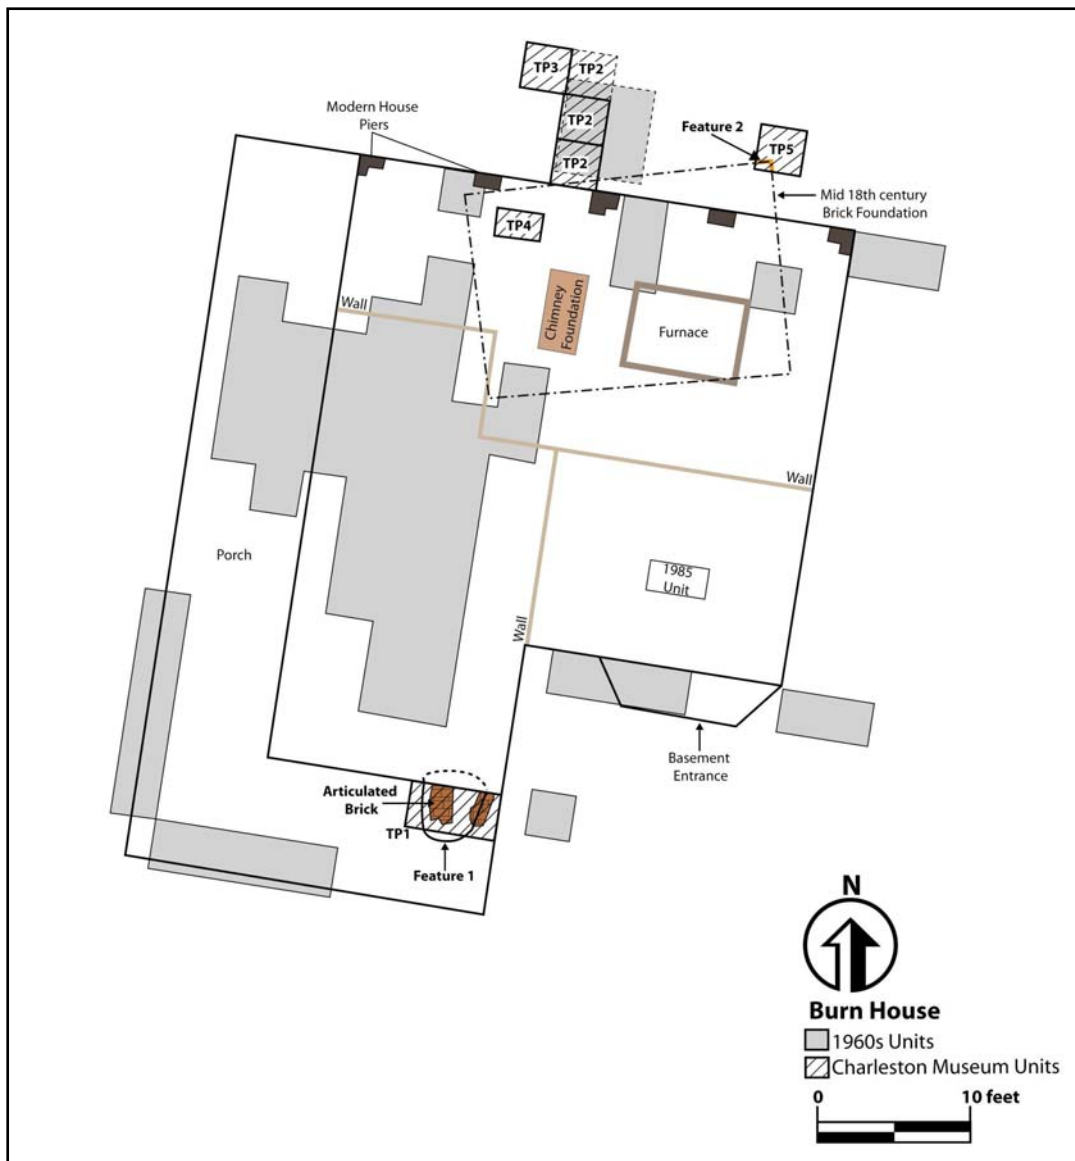 TP3
TP2
TP2
TP2
Modern House
Piers
Feature 2
TP5
Mid 18th century
Brick Foundation
TP4
Chimney
Foundation
Wall
Furnace
Wall
Porch
1985
Unit
Wall
Basement
Entrance
Articulated
Brick
TP1
Feature 1
N
Burn House
1960s Units
Charleston Museum Units
0 10 feet